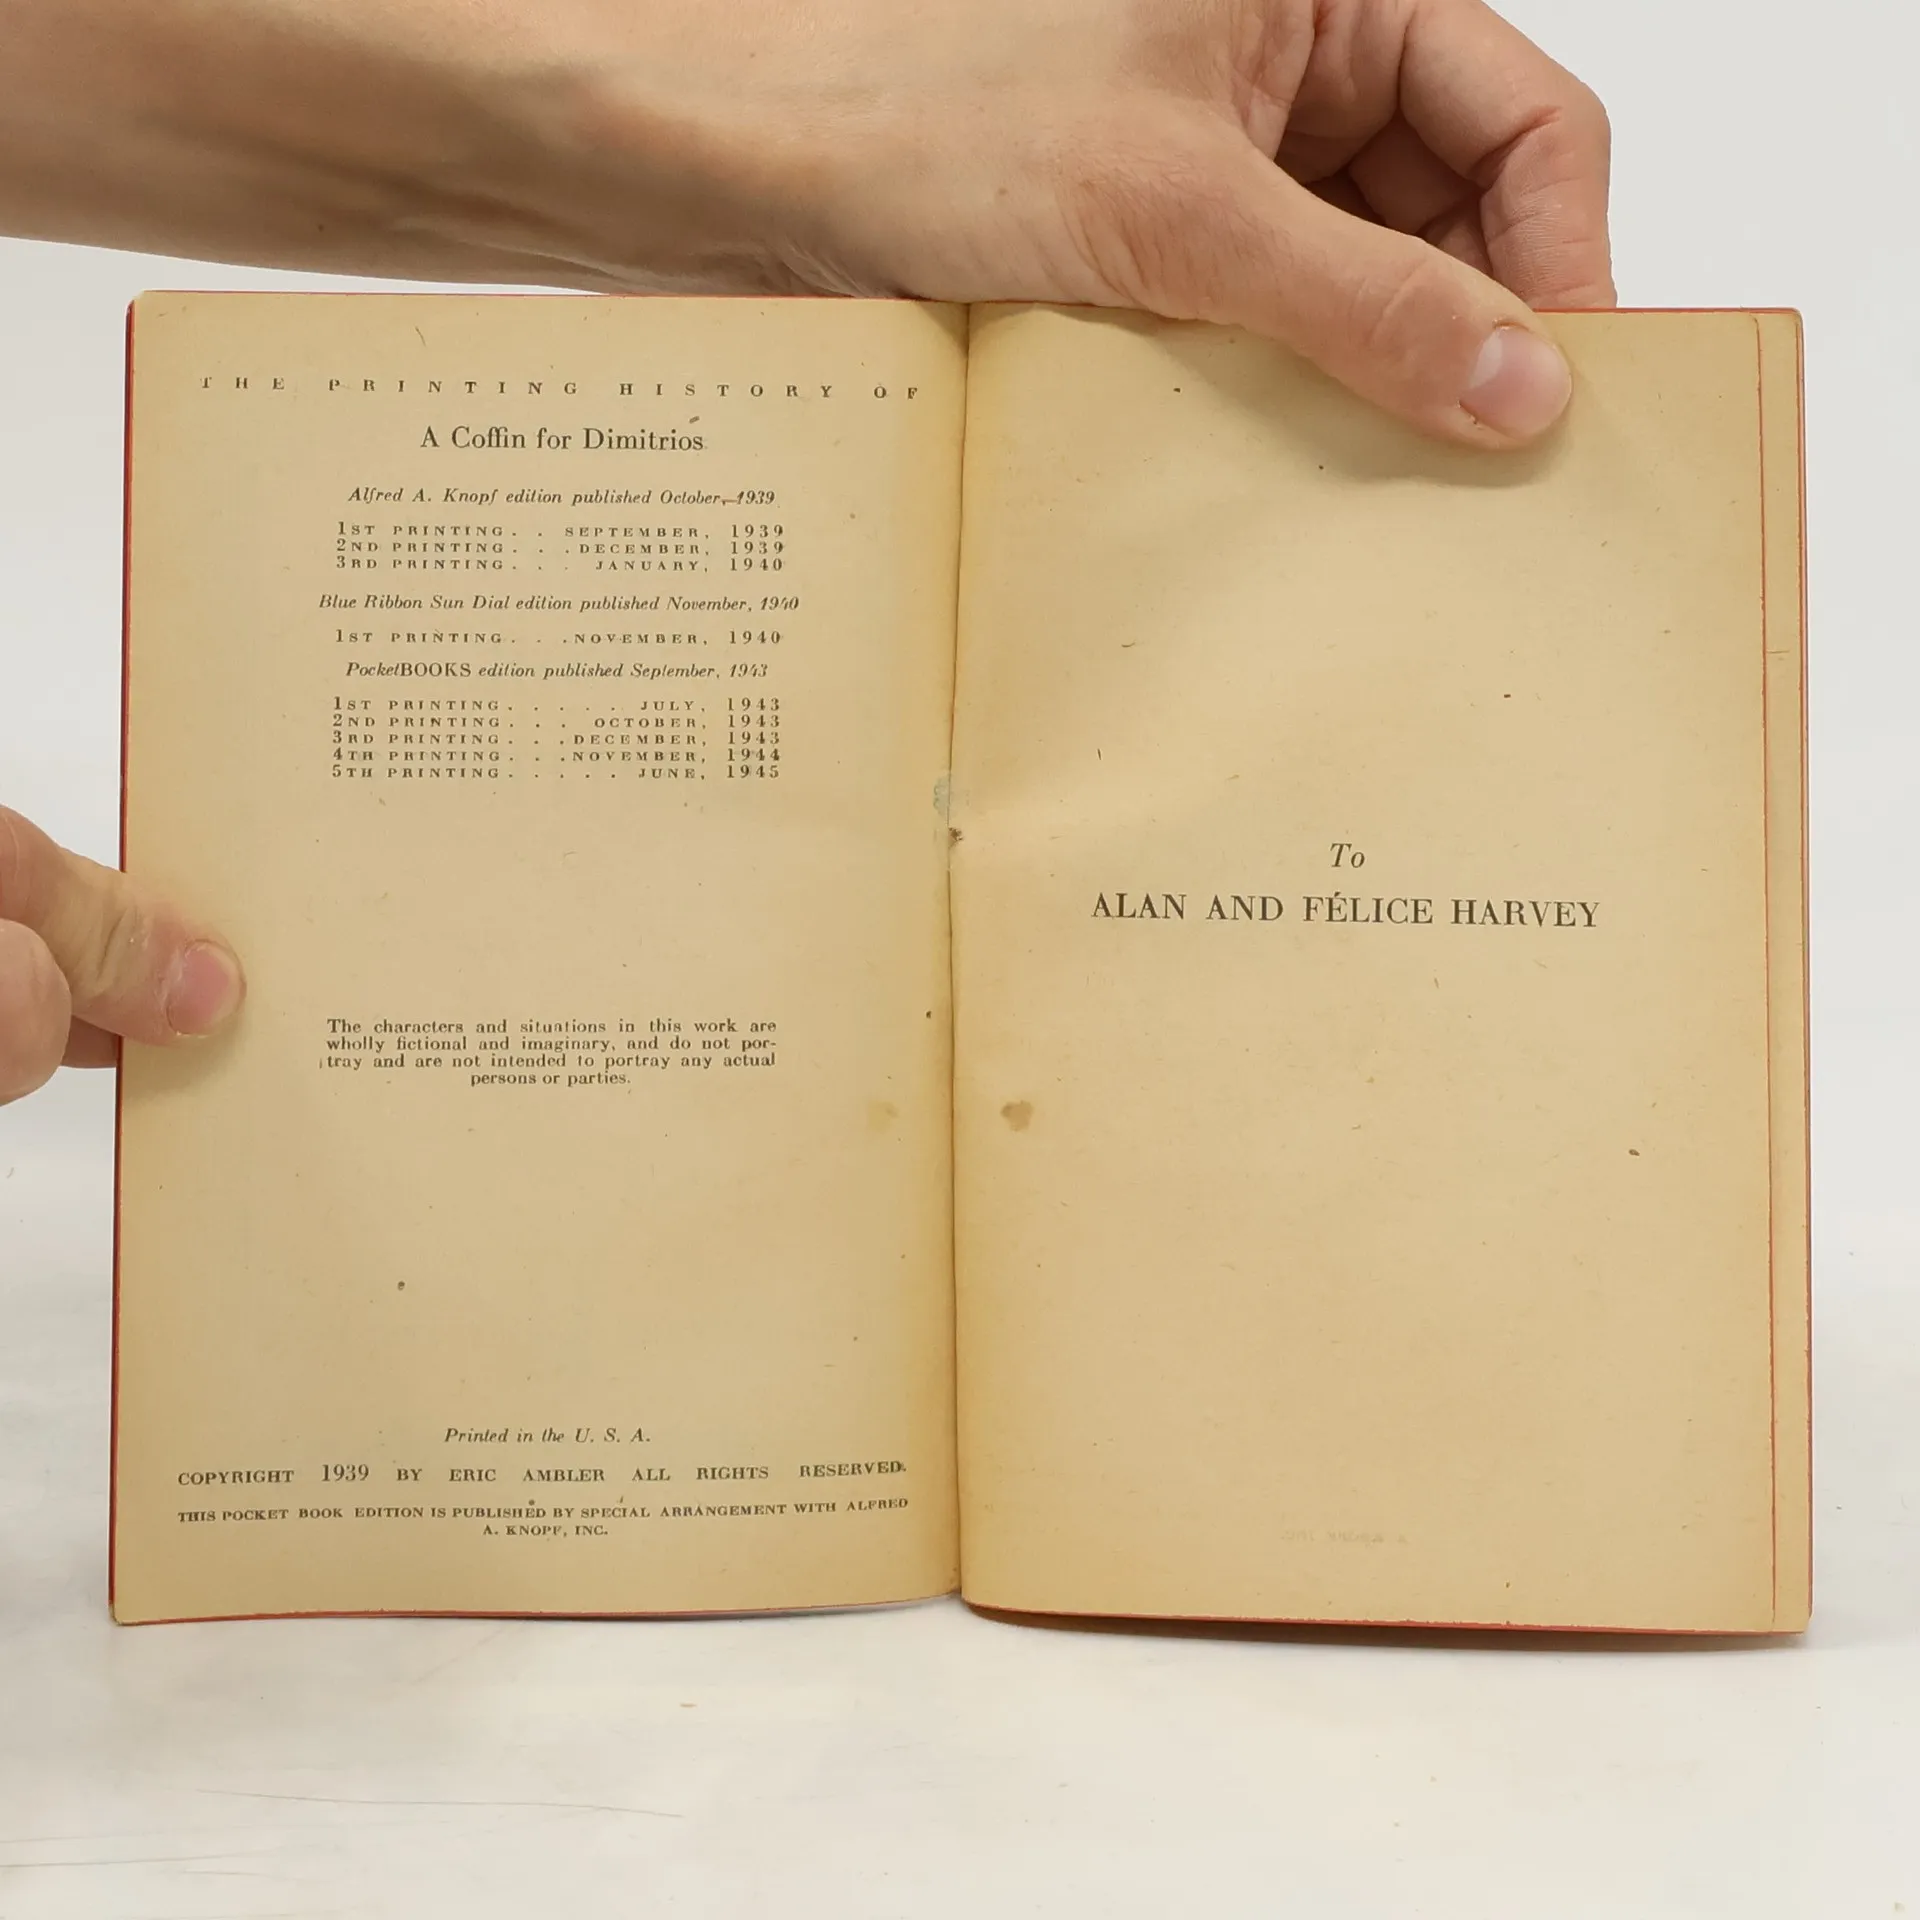 THE PRINTING HISTORY OF
A Coffin for Dimitrios
Alfred A. Knopf edition published October, 1939
1ST PRINTING. . SEPTEMBER, 1939
2ND PRINTING. . . DECEMBER, 1939
3RD PRINTING. . . JANUARY, 1940
Blue Ribbon Sun Dial edition published November, 1940
1ST PRINTING. . . NOVEMBER, 1940
PocketBOOKS edition published September, 1943
1ST PRINTING. . . . . JULY, 1943
2ND PRINTING. . . OCTOBER, 1943
3RD PRINTING. . . DECEMBER, 1943
4TH PRINTING. . . NOVEMBER, 1944
5TH PRINTING. . . . . JUNE, 1945
The characters and situations in this work are
wholly fictional and imaginary, and do not por-
tray and are not intended to portray any actual
persons or parties.
Printed in the U. S. A.
COPYRIGHT 1939 BY ERIC AMBLER ALL RIGHTS RESERVED.
THIS POCKET BOOK EDITION IS PUBLISHED BY SPECIAL ARRANGEMENT WITH ALFRED
A. KNOPF, INC.
To
ALAN AND FÉLICE HARVEY